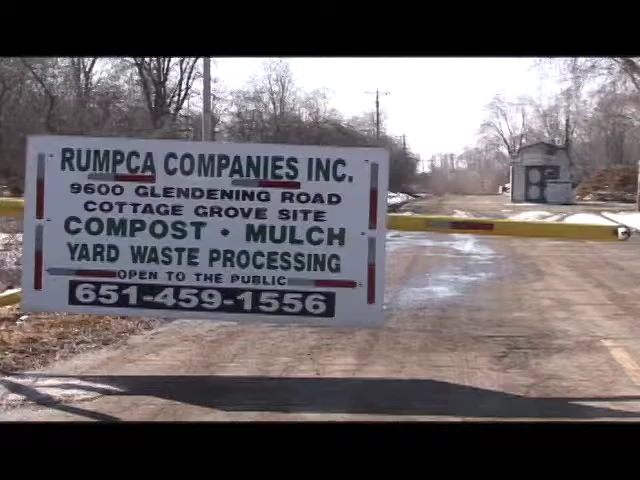 RUMPCA COMPANIES INC.
9600 GLENDENING ROAD
COTTAGE GROVE SITE
COMPOST • MULCH
YARD WASTE PROCESSING
OPEN TO THE PUBLIC
651-459-1556